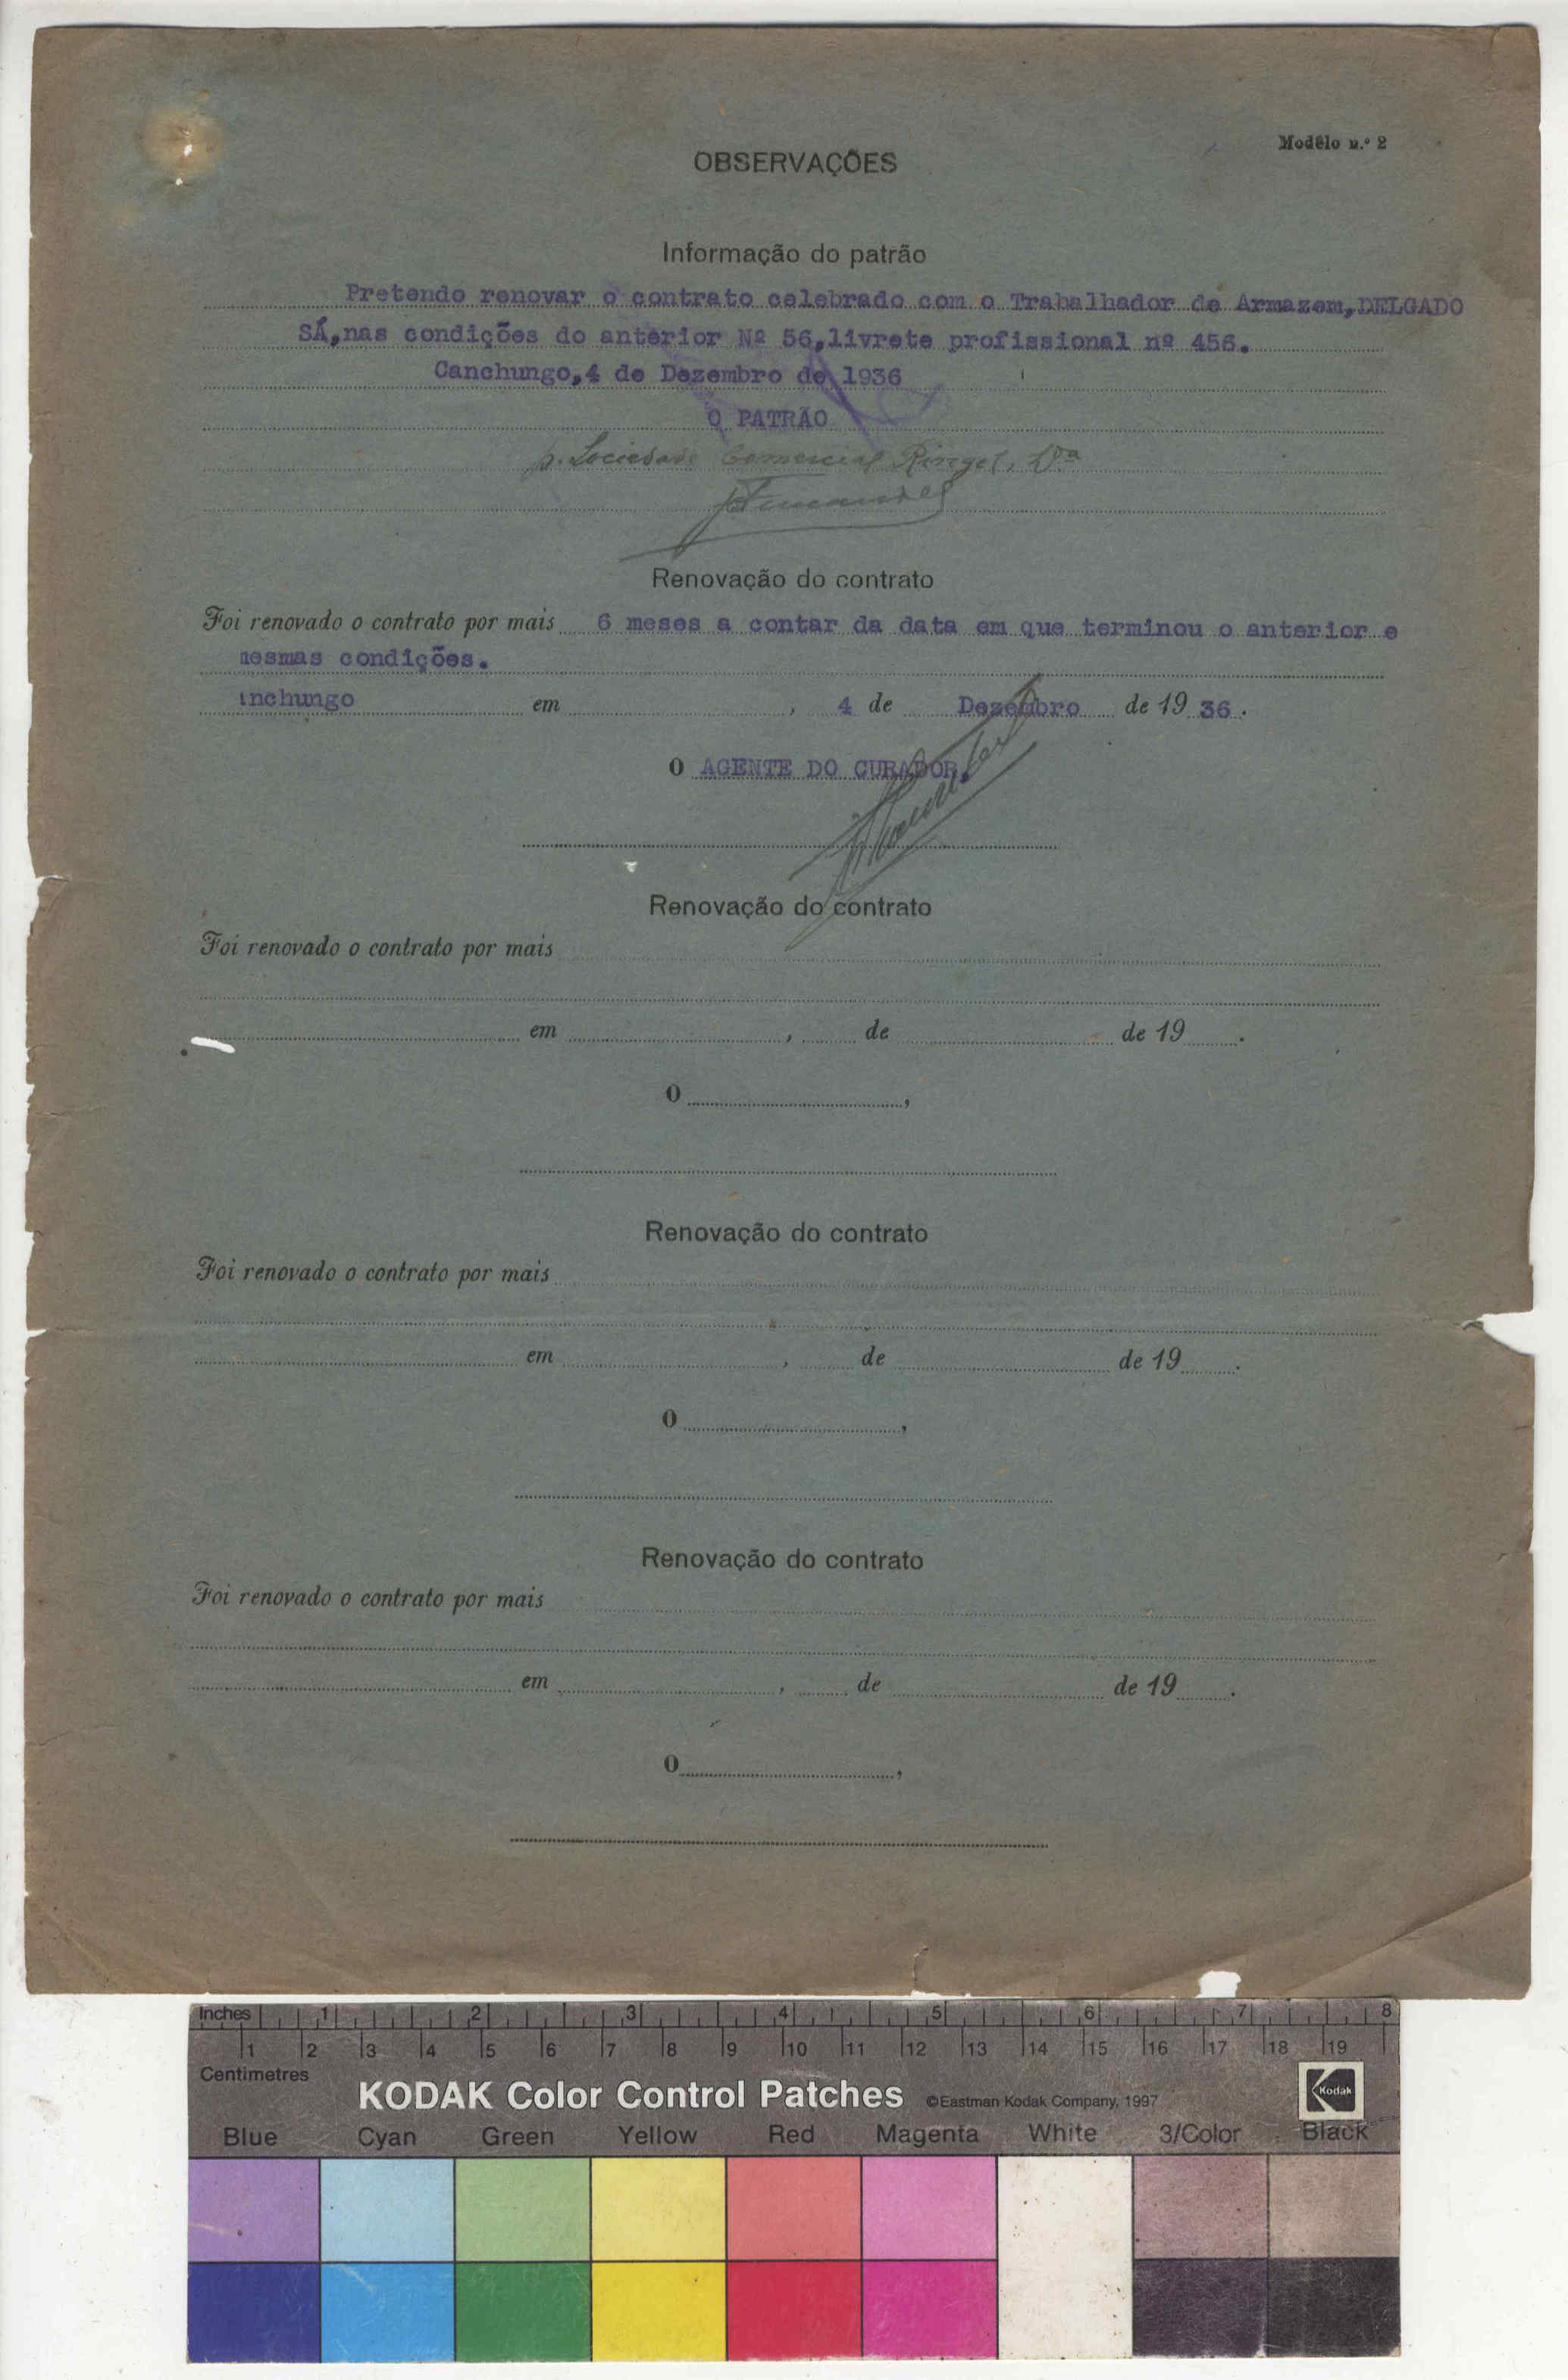 Modêlo n.º 2
OBSERVAÇÕES
Informação do patrão
Pretendo renovar o contrato celebrado com o Trabalhador de Armazem,DELGADO
SÁ,nas condições do anterior Nº 56,livrete profissional nº 456.
Canchungo,4 de Dezembro de 1936
O PATRÃO
p. Sociedade Comercial Ringel, Lda
Renovação do contrato
Foi renovado o contrato por mais 6 meses a contar da data em que terminou o anterior e
mesmas condições.
nchungo em , 4 de Dezembro de 19 36 .
O AGENTE DO CURADOR,
Renovação do contrato
Foi renovado o contrato por mais
em , de de 19 .
O ,
Renovação do contrato
Foi renovado o contrato por mais
em , de de 19 .
O ,
Renovação do contrato
Foi renovado o contrato por mais
em , de de 19 .
O ,
Inches 1 2 3 4 5 6 7 8
1 2 3 4 5 6 7 8 9 10 11 12 13 14 15 16 17 18 19
Centimetres
KODAK Color Control Patches ©Eastman Kodak Company, 1997 Kodak
Blue Cyan Green Yellow Red Magenta White 3/Color Black